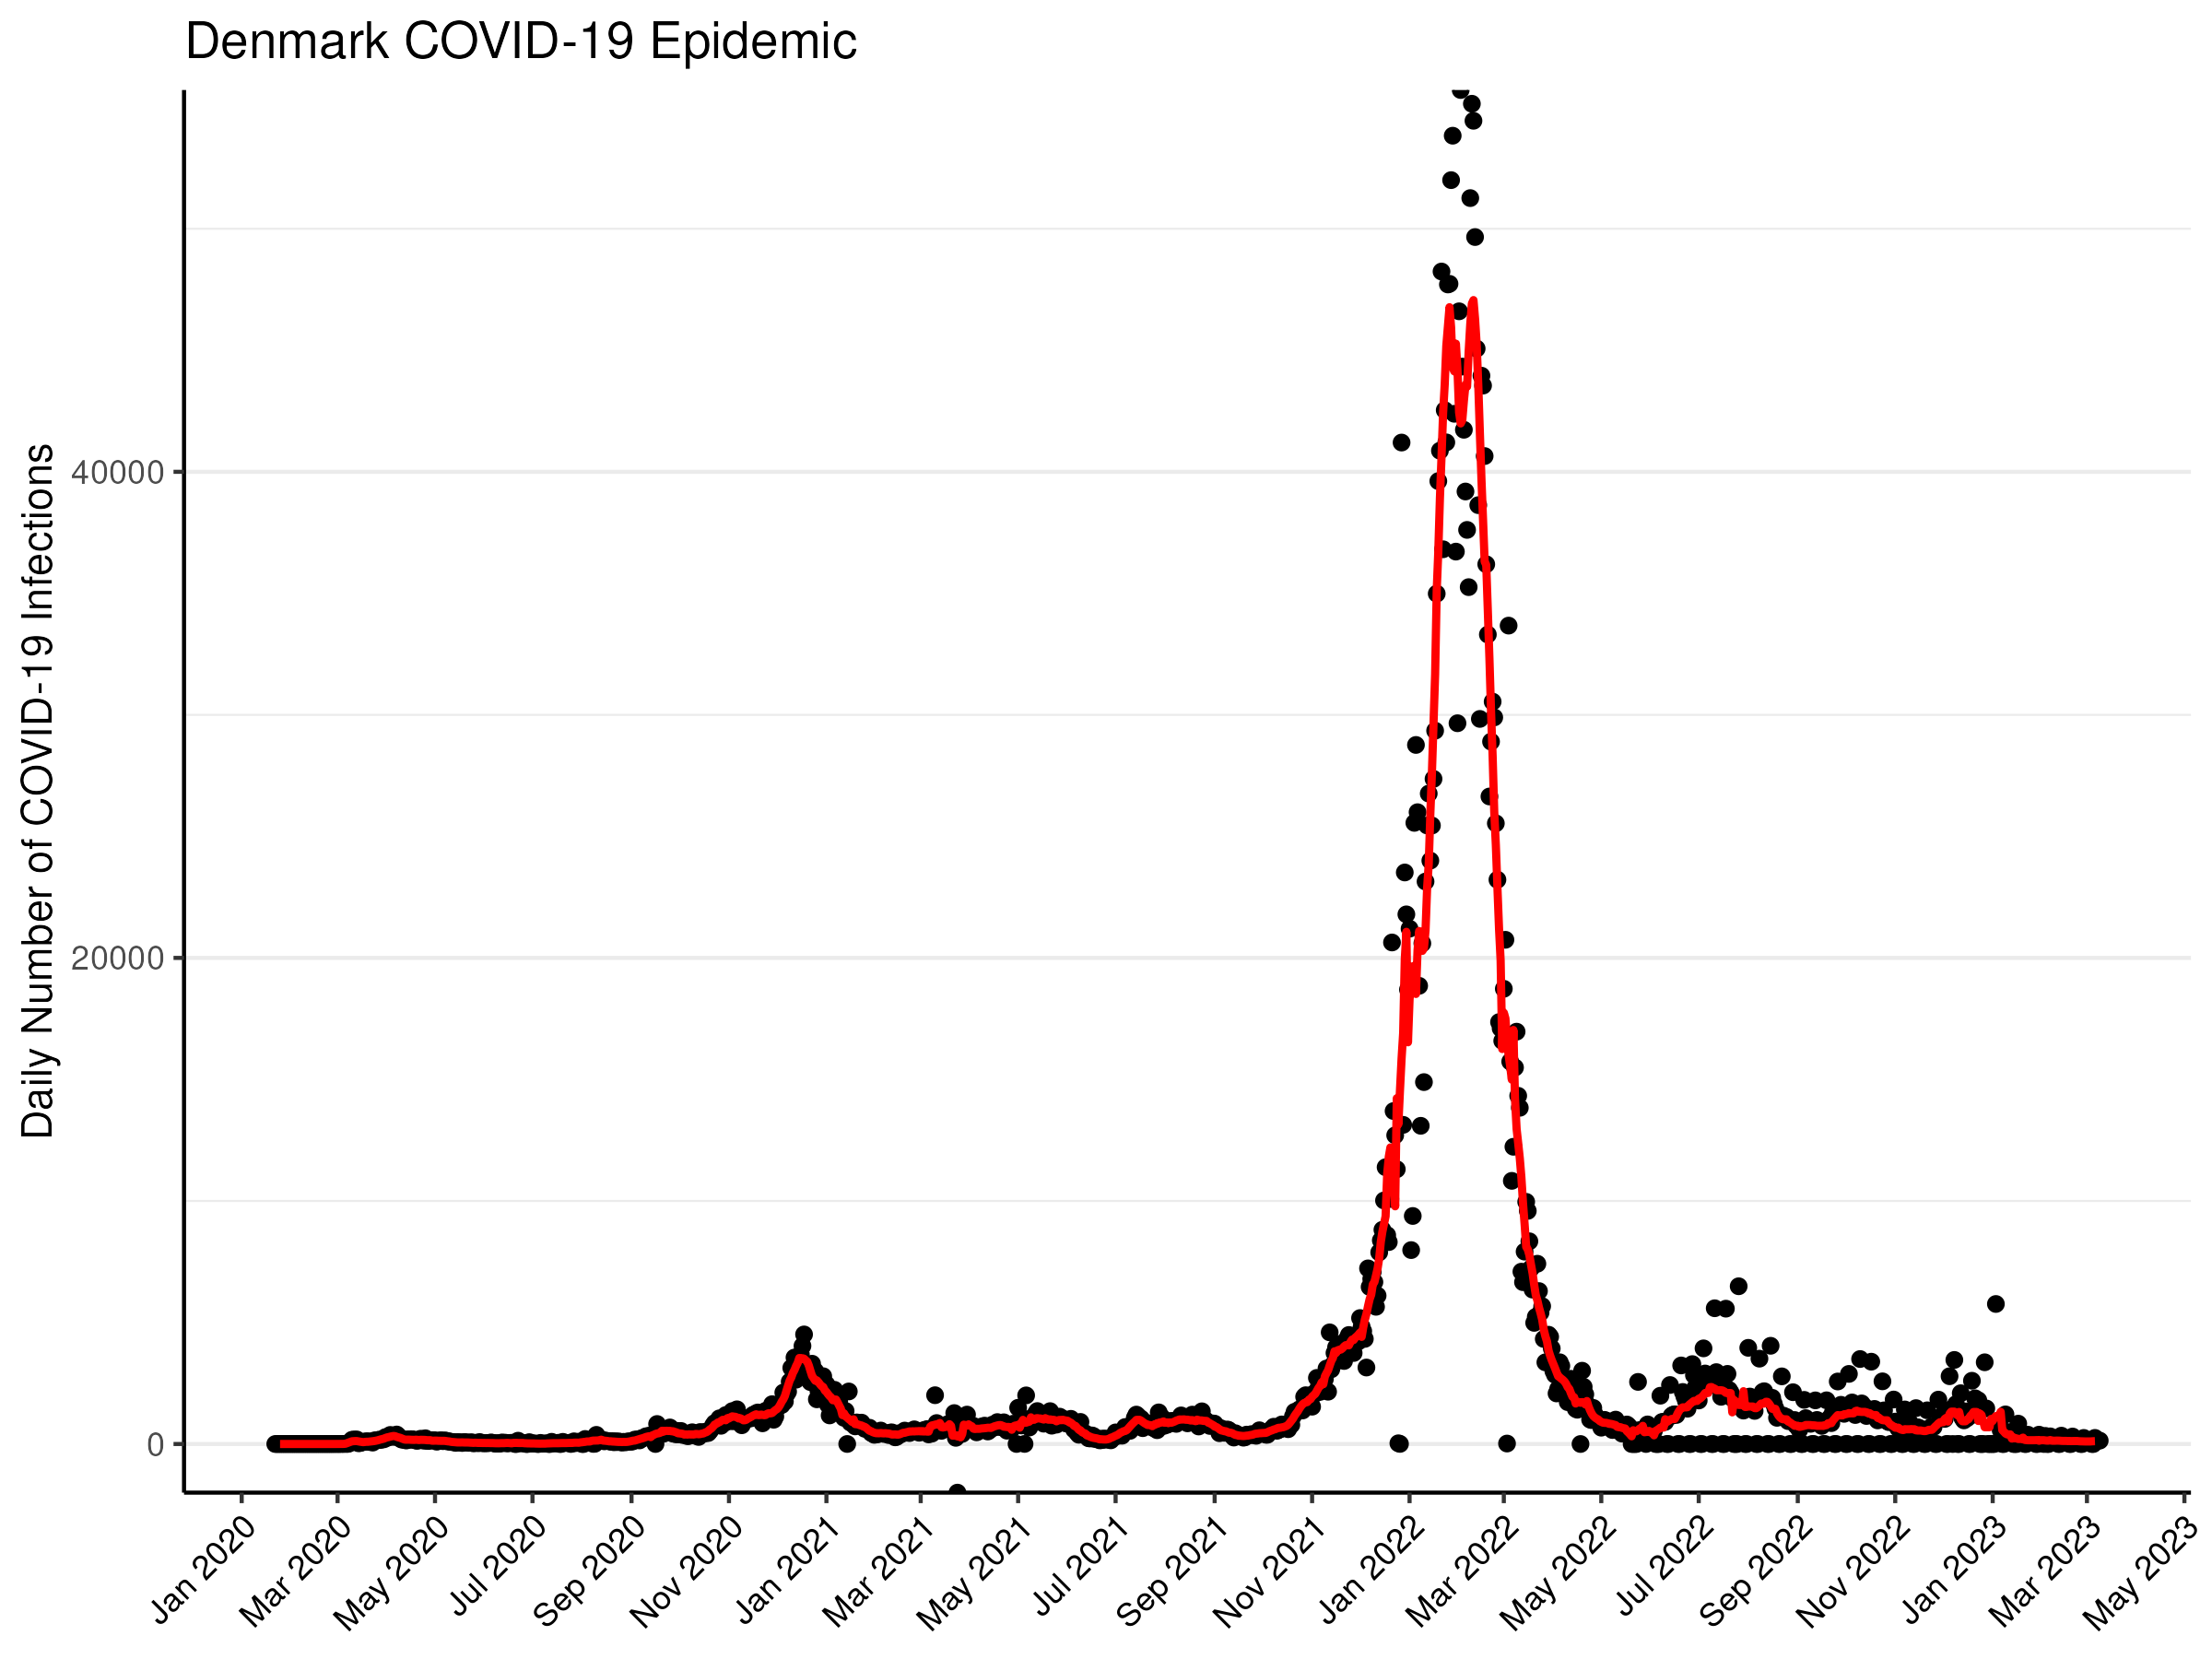 Denmark COVID-19 Epidemic
Daily Number of COVID-19 Infections
40000
20000
0
Jan 2020
Mar 2020
May 2020
Jul 2020
Sep 2020
Nov 2020
Jan 2021
Mar 2021
May 2021
Jul 2021
Sep 2021
Nov 2021
Jan 2022
Mar 2022
May 2022
Jul 2022
Sep 2022
Nov 2022
Jan 2023
Mar 2023
May 2023